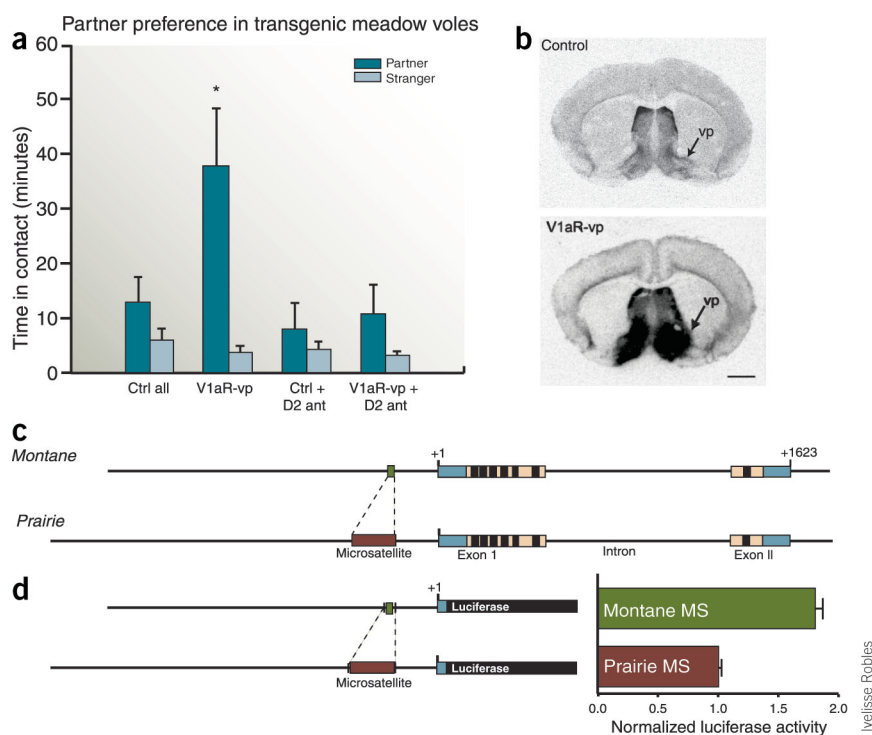 Partner preference in transgenic meadow voles
a
60
50
40
30
20
10
0
Time in contact (minutes)
Partner
Stranger
*
Ctrl all
V1aR-vp
Ctrl +
D2 ant
V1aR-vp +
D2 ant
b
Control
vp
V1aR-vp
vp
c
Montane
+1
+1623
Prairie
Microsatellite
Exon 1
Intron
Exon II
d
+1
Luciferase
Luciferase
Microsatellite
Montane MS
Prairie MS
0.0
0.5
1.0
1.5
2.0
Normalized luciferase activity
Ivelisse Robles